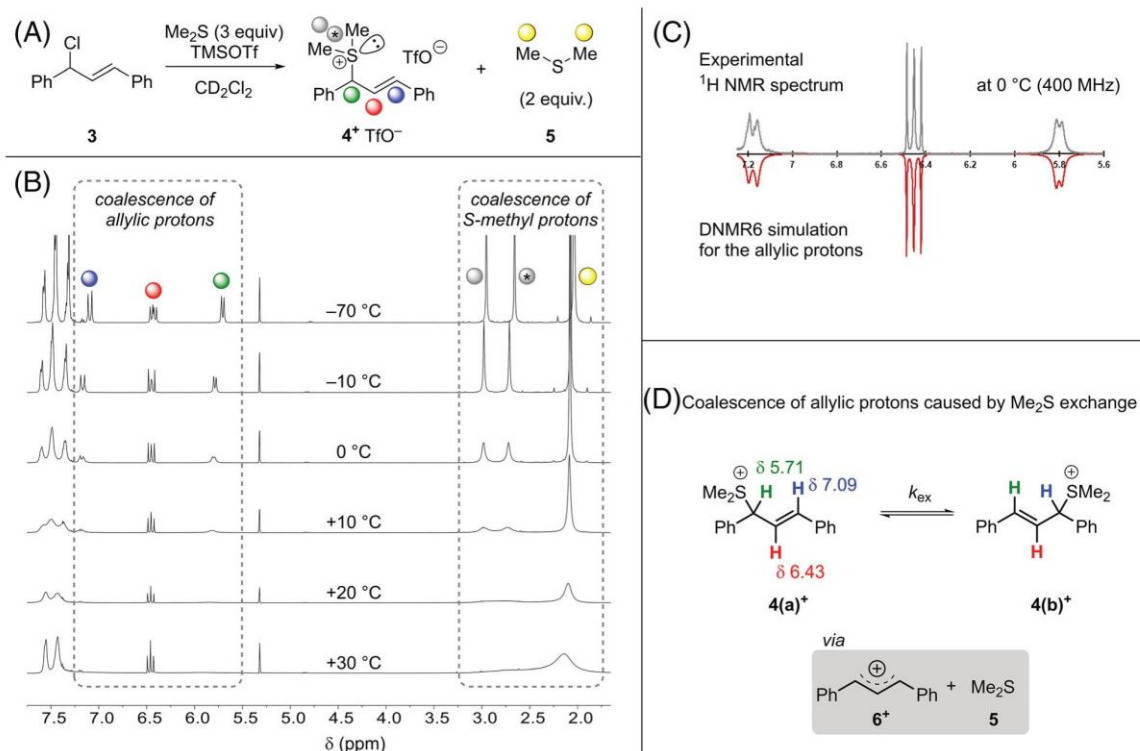 (A)
Cl
Ph
Ph
3
Me₂S (3 equiv)
TMSOTf
CD₂Cl₂
Me
Me
*
S
⊕
TfO⊖
Ph
Ph
4⁺ TfO⁻
+
Me
S
Me
(2 equiv.)
5
(B)
coalescence of
allylic protons
coalescence of
S-methyl protons
*
–70 °C
–10 °C
0 °C
+10 °C
+20 °C
+30 °C
7.5 7.0 6.5 6.0 5.5 5.0 4.5 4.0 3.5 3.0 2.5 2.0
δ (ppm)
(C)
Experimental
¹H NMR spectrum
at 0 °C (400 MHz)
7.2 7 6.8 6.6 6.4 6.2 6 5.8 5.6
DNMR6 simulation
for the allylic protons
(D) Coalescence of allylic protons caused by Me₂S exchange
⊕
Me₂S
δ 5.71
H
H δ 7.09
Ph
Ph
H
δ 6.43
4(a)⁺
kex
⊕
H
H
SMe₂
Ph
Ph
H
4(b)⁺
via
⊕
Ph
Ph
6⁺
+
Me₂S
5